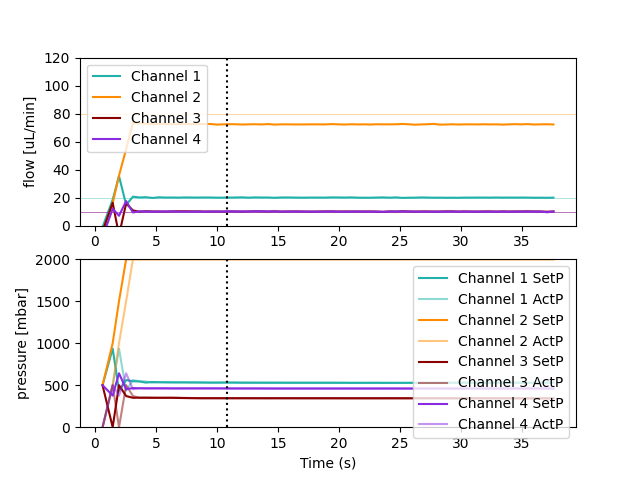 120
100
80
60
40
20
0
flow [uL/min]
Channel 1
Channel 2
Channel 3
Channel 4
0 5 10 15 20 25 30 35
2000
1500
1000
500
0
pressure [mbar]
Channel 1 SetP
Channel 1 ActP
Channel 2 SetP
Channel 2 ActP
Channel 3 SetP
Channel 3 ActP
Channel 4 SetP
Channel 4 ActP
0 5 10 15 20 25 30 35
Time (s)